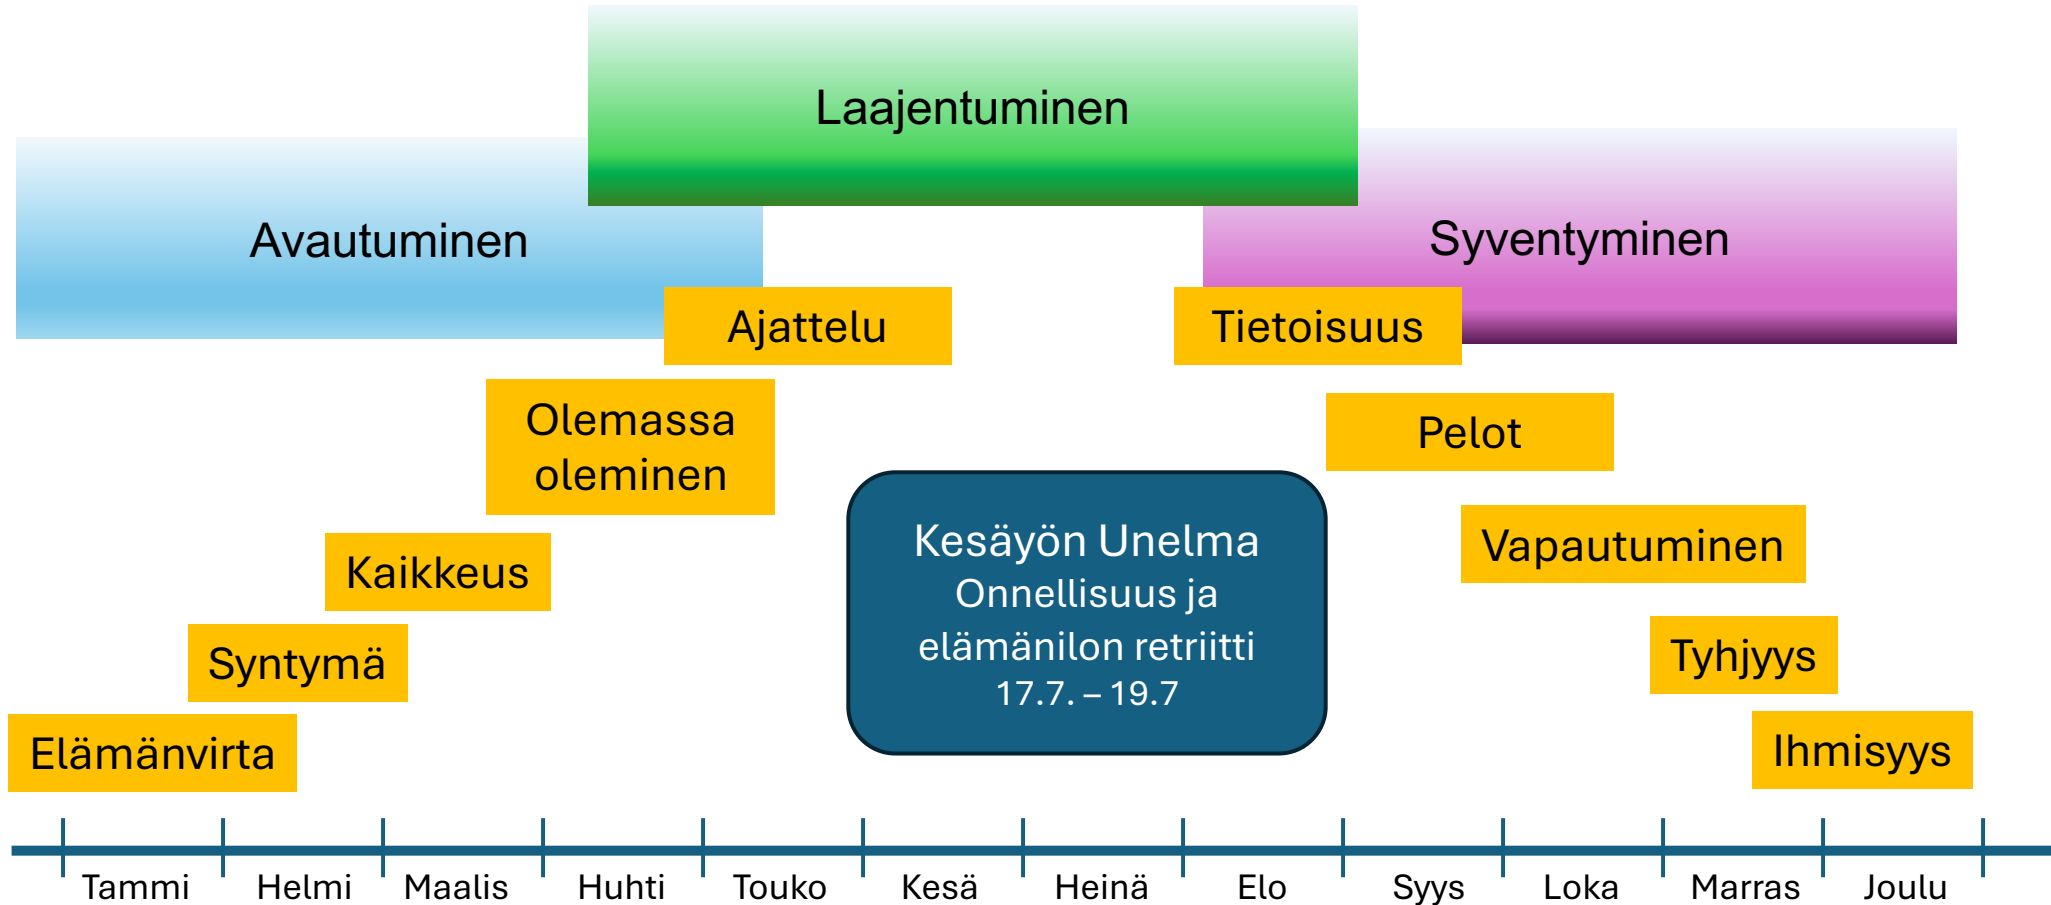 Laajentuminen
Avautuminen
Syventyminen
Ajattelu
Tietoisuus
Olemassa
oleminen
Pelot
Kesäyön Unelma
Onnellisuus ja
elämänilon retriitti
17.7. – 19.7
Vapautuminen
Kaikkeus
Syntymä
Tyhjyys
Elämänvirta
Ihmisyys
Tammi Helmi Maalis Huhti Touko Kesä Heinä Elo Syys Loka Marras Joulu